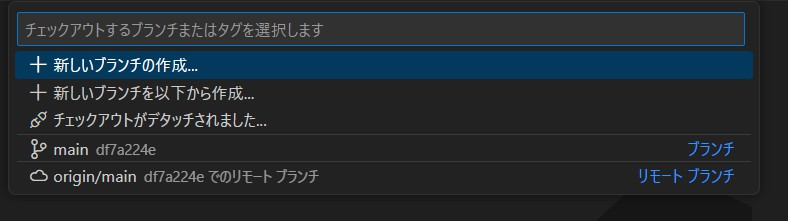 チェックアウトするブランチまたはタグを選択します
新しいブランチの作成...
新しいブランチを以下から作成...
チェックアウトがデタッチされました...
main df7a224e ブランチ
origin/main df7a224e でのリモート ブランチ リモート ブランチ